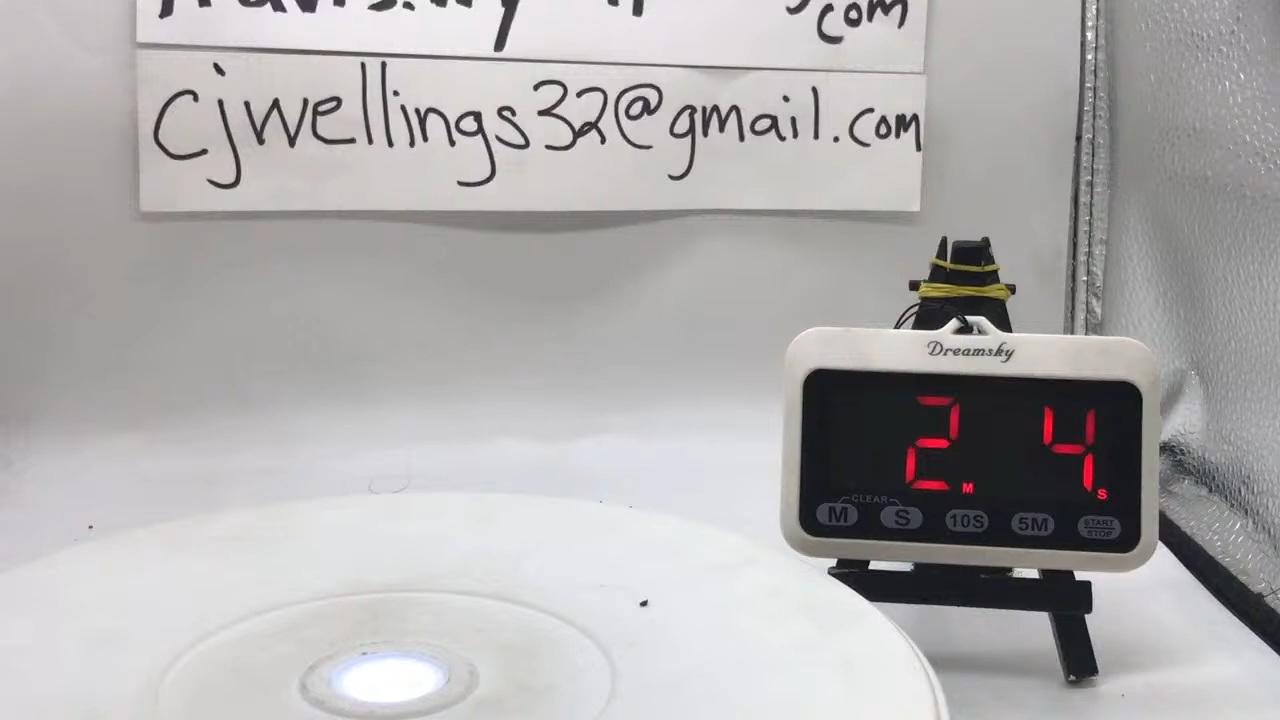 com
cjwellings32@gmail.com
Dreamsky
2 M 4 S
CLEAR
M S 10S 5M START STOP